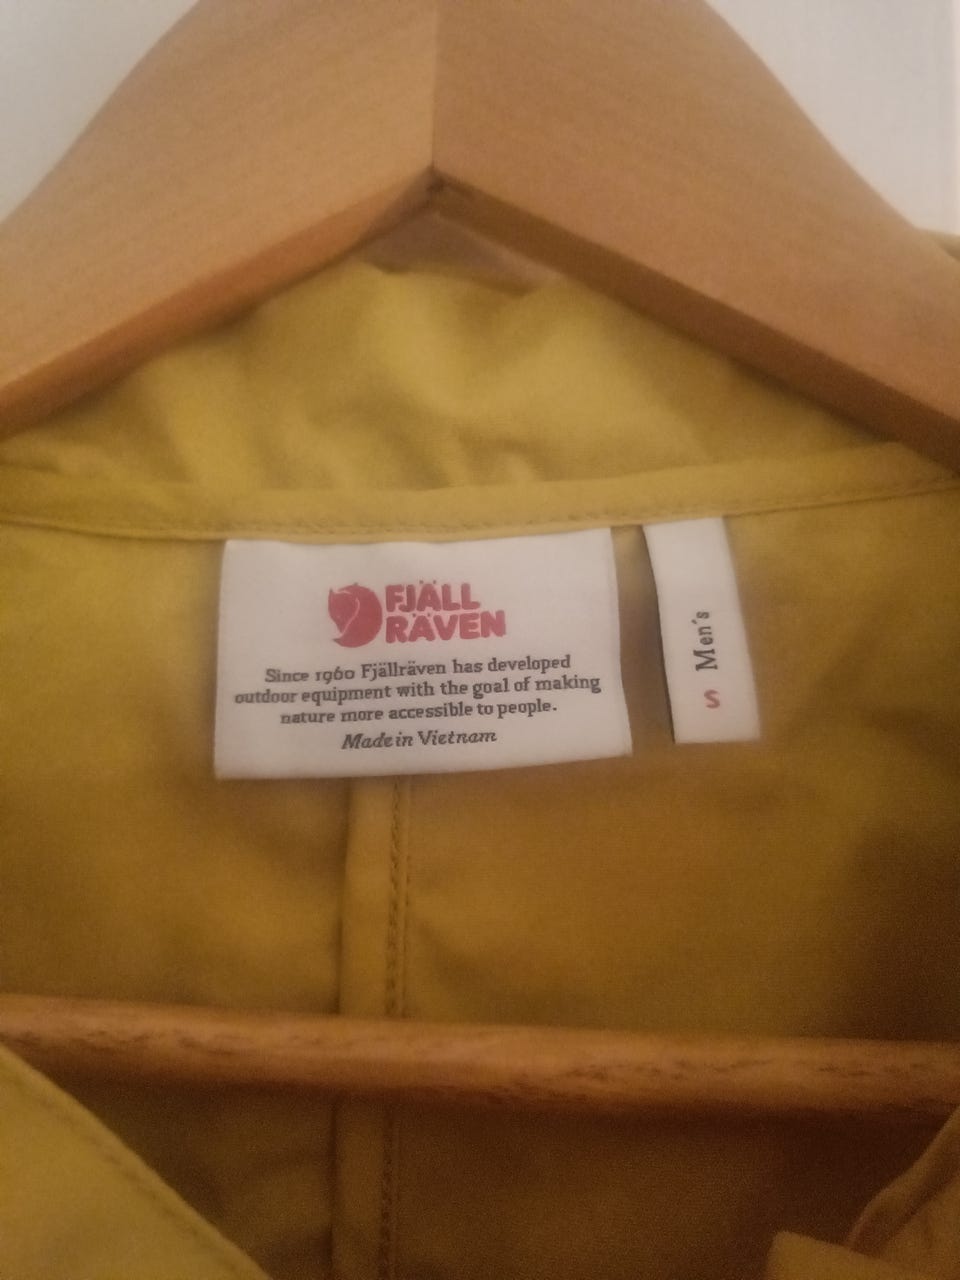 FJÄLL
RÄVEN
Since 1960 Fjällräven has developed
outdoor equipment with the goal of making
nature more accessible to people.
Made in Vietnam
Men's
S